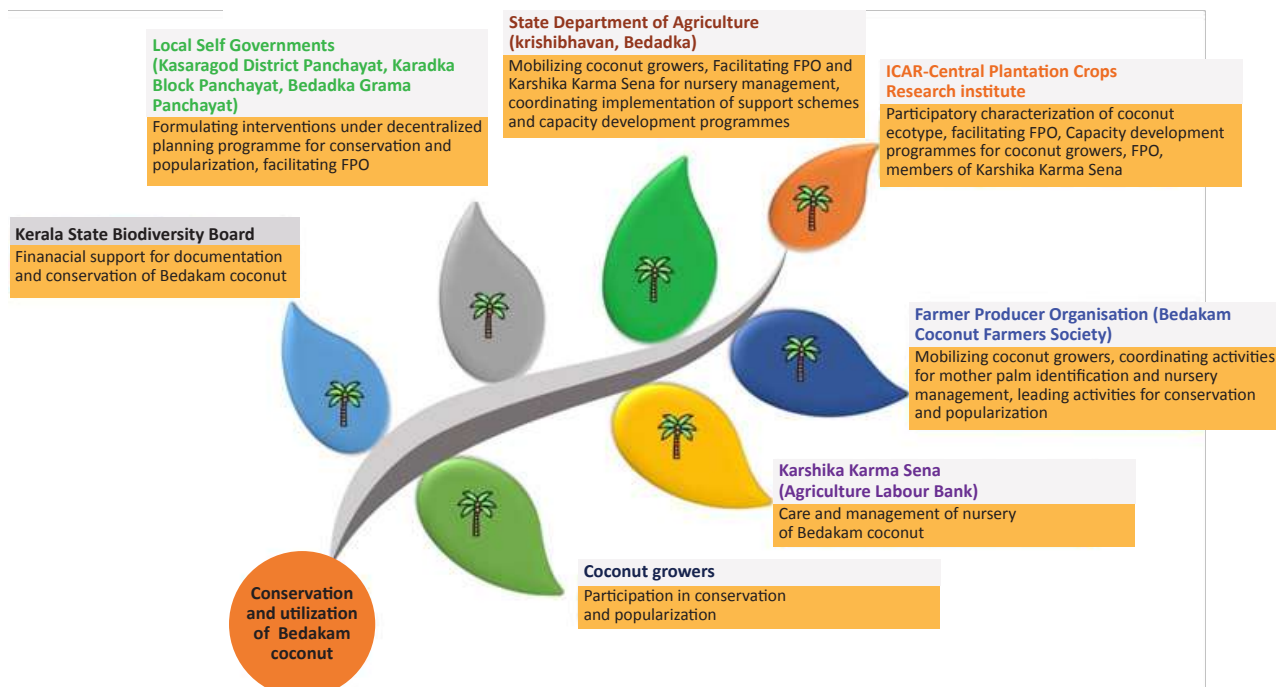 State Department of Agriculture
(krishibhavan, Bedadka)
Mobilizing coconut growers, Facilitating FPO and
Karshika Karma Sena for nursery management,
coordinating implementation of support schemes
and capacity development programmes
Local Self Governments
(Kasaragod District Panchayat, Karadka
Block Panchayat, Bedadka Grama
Panchayat)
Formulating interventions under decentralized
planning programme for conservation and
popularization, facilitating FPO
ICAR-Central Plantation Crops
Research institute
Participatory characterization of coconut
ecotype, facilitating FPO, Capacity development
programmes for coconut growers, FPO,
members of Karshika Karma Sena
Kerala State Biodiversity Board
Finanacial support for documentation
and conservation of Bedakam coconut
Farmer Producer Organisation (Bedakam
Coconut Farmers Society)
Mobilizing coconut growers, coordinating activities
for mother palm identification and nursery
management, leading activities for conservation
and popularization
Karshika Karma Sena
(Agriculture Labour Bank)
Care and management of nursery
of Bedakam coconut
Coconut growers
Participation in conservation
and popularization
Conservation
and utilization
of Bedakam
coconut